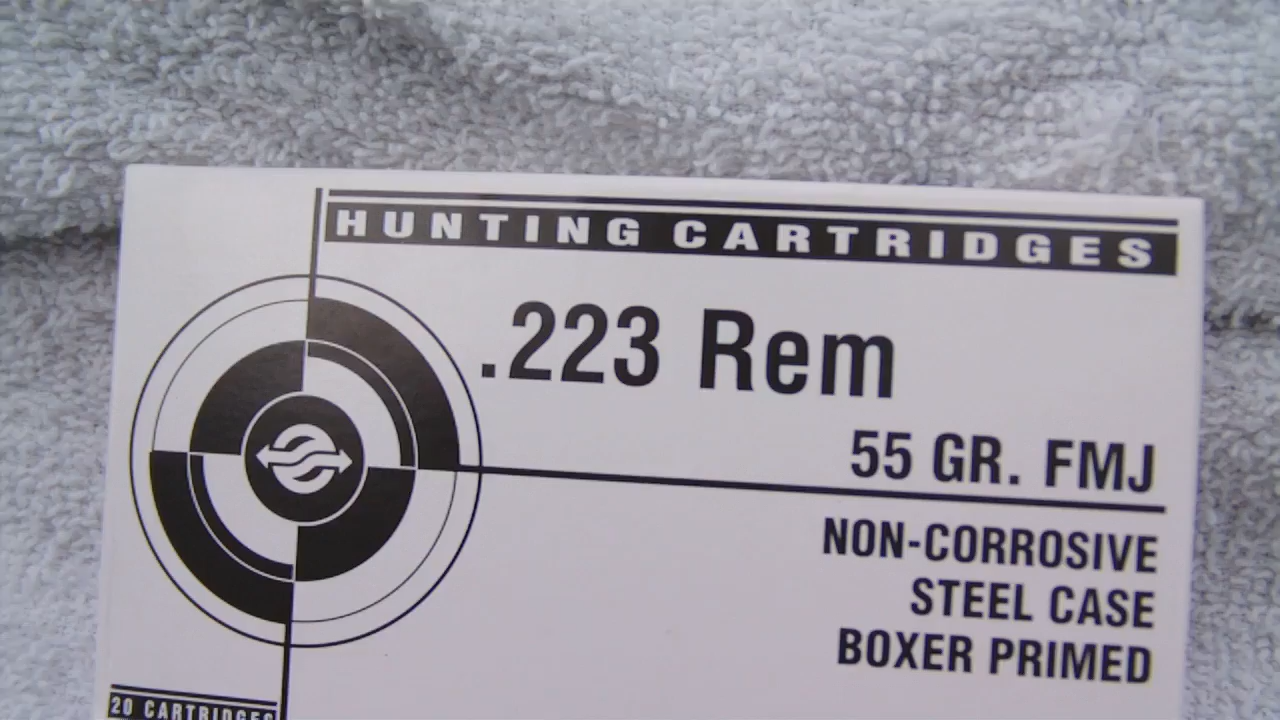 HUNTING CARTRIDGES
.223 Rem
55 GR. FMJ
NON-CORROSIVE
STEEL CASE
BOXER PRIMED
20 CARTRIDGES